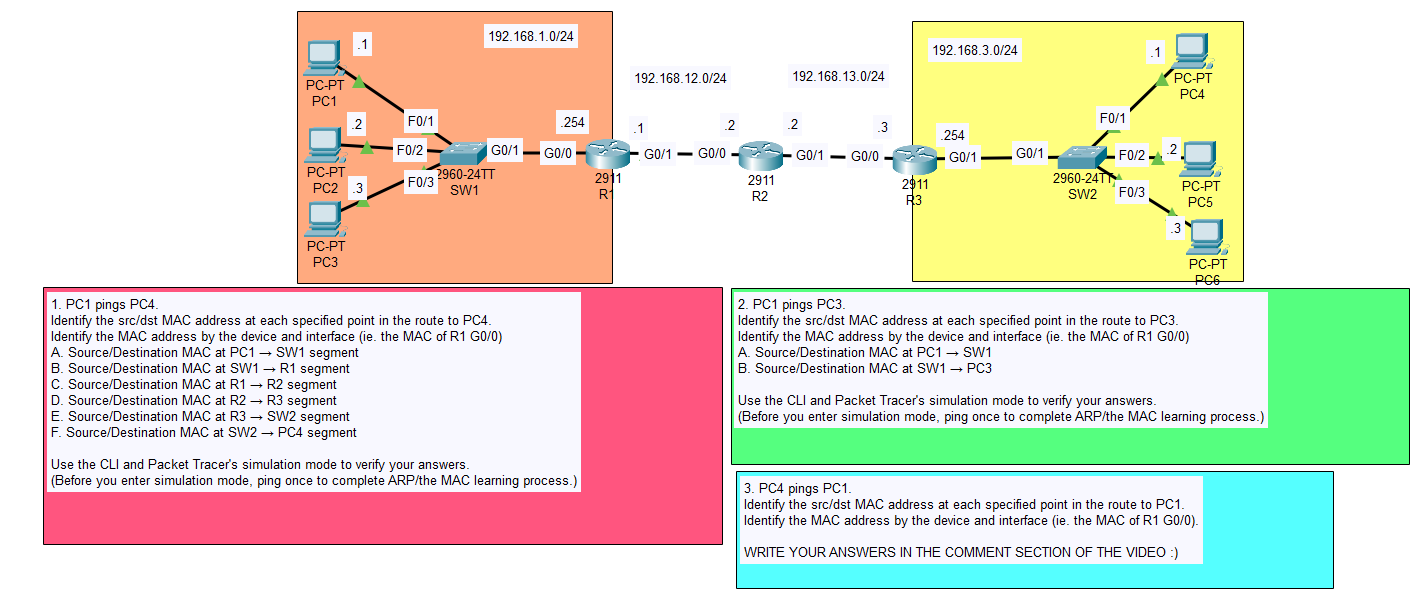 192.168.1.0/24
.1
PC-PT
PC1
F0/1
.2
PC-PT
PC2
F0/2
.3
PC-PT
PC3
F0/3
2960-24TT
SW1
G0/1
G0/0
.254
2911
R1
.1
G0/1
192.168.12.0/24
.2
G0/0
2911
R2
.2
G0/1
192.168.13.0/24
.3
G0/0
2911
R3
192.168.3.0/24
.254
G0/1
G0/1
2960-24TT
SW2
F0/1
.1
PC-PT
PC4
F0/2
.2
PC-PT
PC5
F0/3
.3
PC-PT
PC6
1. PC1 pings PC4.
Identify the src/dst MAC address at each specified point in the route to PC4.
Identify the MAC address by the device and interface (ie. the MAC of R1 G0/0)
A. Source/Destination MAC at PC1 → SW1 segment
B. Source/Destination MAC at SW1 → R1 segment
C. Source/Destination MAC at R1 → R2 segment
D. Source/Destination MAC at R2 → R3 segment
E. Source/Destination MAC at R3 → SW2 segment
F. Source/Destination MAC at SW2 → PC4 segment
Use the CLI and Packet Tracer's simulation mode to verify your answers.
(Before you enter simulation mode, ping once to complete ARP/the MAC learning process.)
2. PC1 pings PC3.
Identify the src/dst MAC address at each specified point in the route to PC3.
Identify the MAC address by the device and interface (ie. the MAC of R1 G0/0)
A. Source/Destination MAC at PC1 → SW1
B. Source/Destination MAC at SW1 → PC3
Use the CLI and Packet Tracer's simulation mode to verify your answers.
(Before you enter simulation mode, ping once to complete ARP/the MAC learning process.)
3. PC4 pings PC1.
Identify the src/dst MAC address at each specified point in the route to PC1.
Identify the MAC address by the device and interface (ie. the MAC of R1 G0/0).
WRITE YOUR ANSWERS IN THE COMMENT SECTION OF THE VIDEO :)